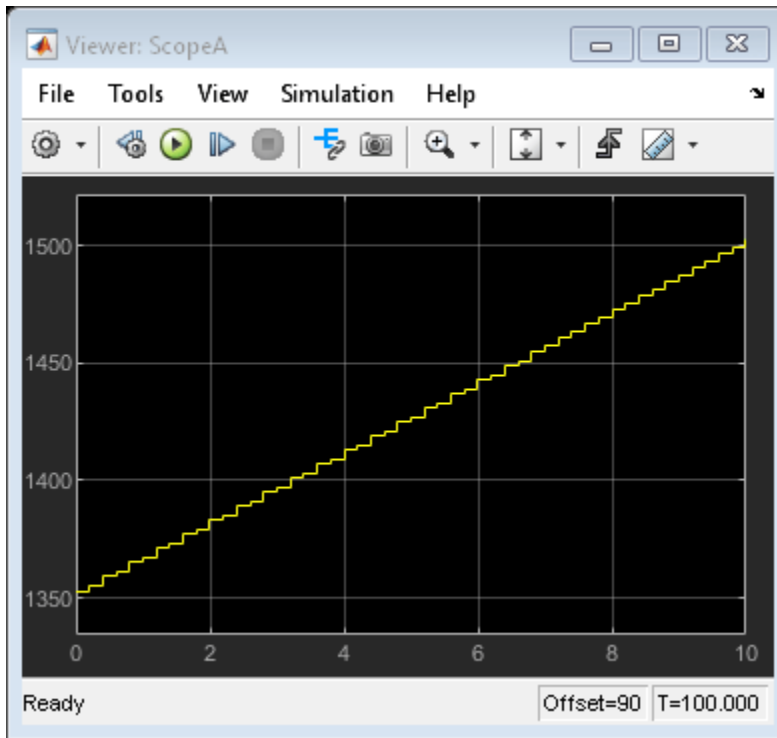 Viewer: ScopeA
File Tools View Simulation Help
1500
1450
1400
1350
0 2 4 6 8 10
Ready Offset=90 T=100.000